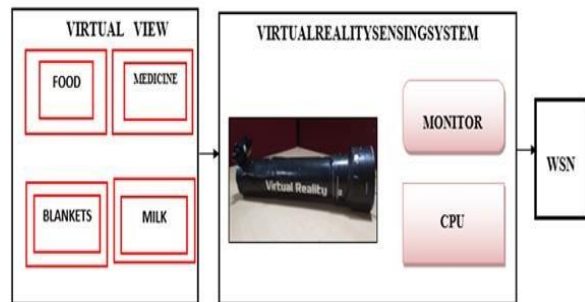 VIRTUAL VIEW
FOOD
MEDICINE
BLANKETS
MILK
VIRTUALREALITYSENSINGSYSTEM
Virtual Reality
MONITOR
CPU
WSN